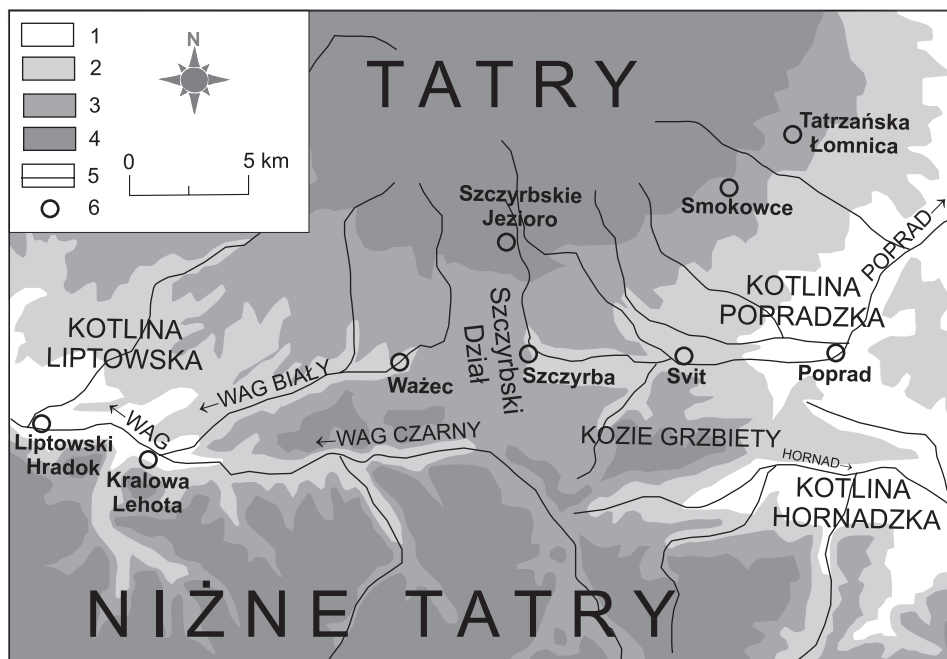 1
2
3
4
5
6
N
0
5 km
TATRY
Tatrzańska
Łomnica
Szczyrbskie
Jezioro
Smokowce
POPRAD→
KOTLINA
POPRADZKA
KOTLINA
LIPTOWSKA
Szczyrbski
Dział
←WAG BIAŁY
Ważec
Szczyrba
Svit
Poprad
←WAG
Liptowski
Hradok
Kralowa
Lehota
←WAG CZARNY
KOZIE GRZBIETY
HORNAD→
KOTLINA
HORNADZKA
NIŻNE TATRY